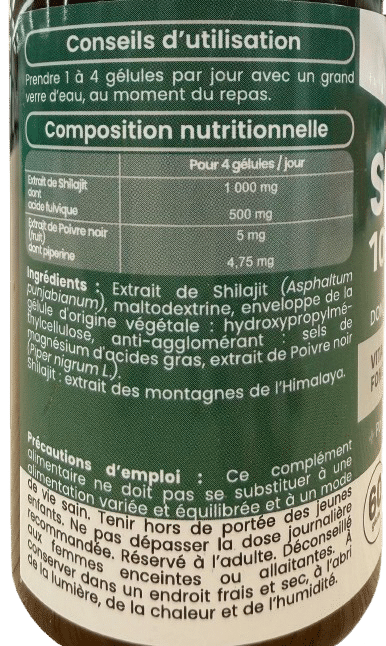 Conseils d'utilisation
Prendre 1 à 4 gélules par jour avec un grand
verre d'eau, au moment du repas.
Composition nutritionnelle
Pour 4 gélules / jour
Extrait de Shilajit 1 000 mg
dont
acide fulvique 500 mg
Extrait de Poivre noir 5 mg
(fruit)
dont piperine 4,75 mg
Ingrédients : Extrait de Shilajit (Asphaltum
punjabianum), maltodextrine, enveloppe de la
gélule d'origine végétale : hydroxypropylmé-
thylcellulose, anti-agglomérant : sels de
magnésium d'acides gras, extrait de Poivre noir
(Piper nigrum L.).
Shilajit : extrait des montagnes de l'Himalaya.
Précautions d'emploi : Ce complément
alimentaire ne doit pas se substituer à une
alimentation variée et équilibrée et à un mode
de vie sain. Tenir hors de portée des jeunes
enfants. Ne pas dépasser la dose journalière
recommandée. Réservé à l'adulte. Déconseillé
aux femmes enceintes ou allaitantes. À
conserver dans un endroit frais et sec, à l'abri
de la lumière, de la chaleur et de l'humidité.